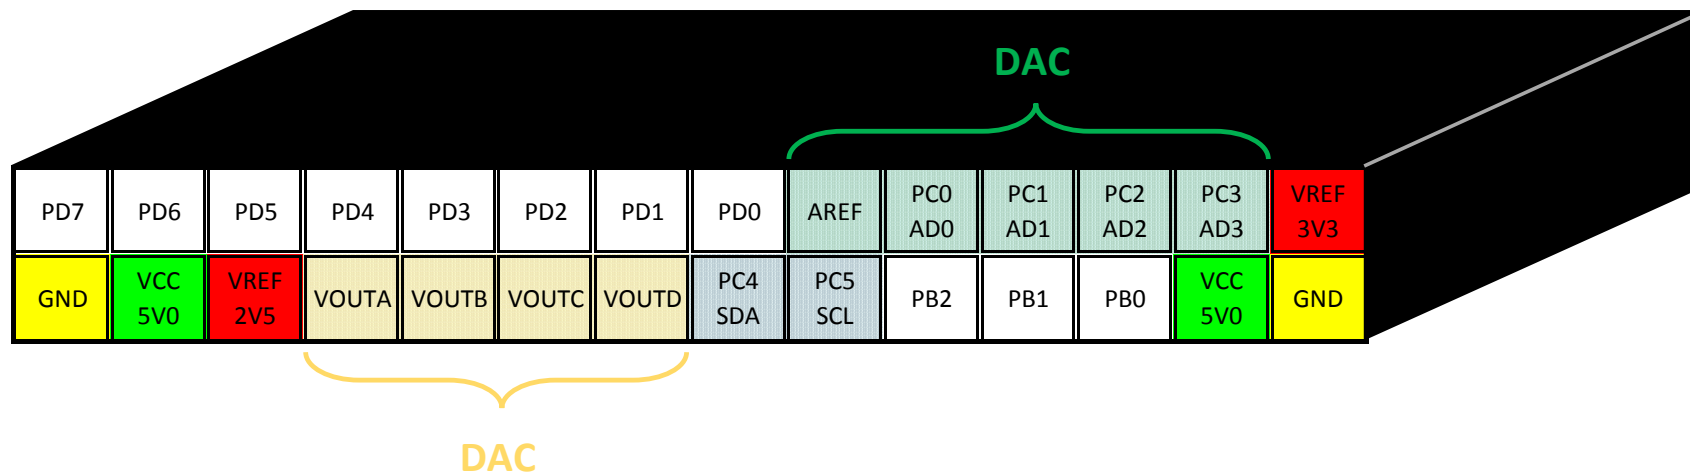 DAC
PD7 PD6 PD5 PD4 PD3 PD2 PD1 PD0 AREF PC0 PC1 PC2 PC3 VREF
AD0 AD1 AD2 AD3 3V3
GND VCC VREF VOUTA VOUTB VOUTC VOUTD PC4 PC5 PB2 PB1 PB0 VCC GND
5V0 2V5 SDA SCL 5V0
DAC